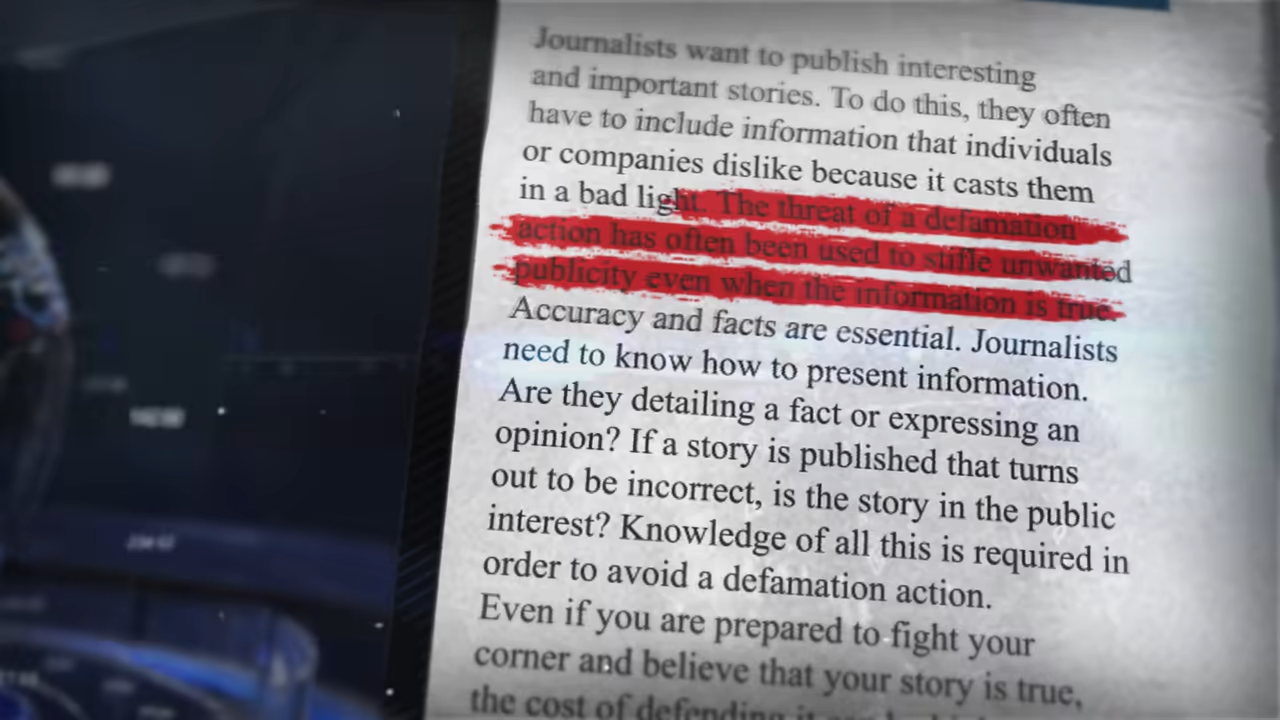 Journalists want to publish interesting
and important stories. To do this, they often
have to include information that individuals
or companies dislike because it casts them
in a bad light. The threat of a defamation
action has often been used to stifle unwanted
publicity even when the information is true.
Accuracy and facts are essential. Journalists
need to know how to present information.
Are they detailing a fact or expressing an
opinion? If a story is published that turns
out to be incorrect, is the story in the public
interest? Knowledge of all this is required in
order to avoid a defamation action.
Even if you are prepared to fight your
corner and believe that your story is true,
the cost of defending it